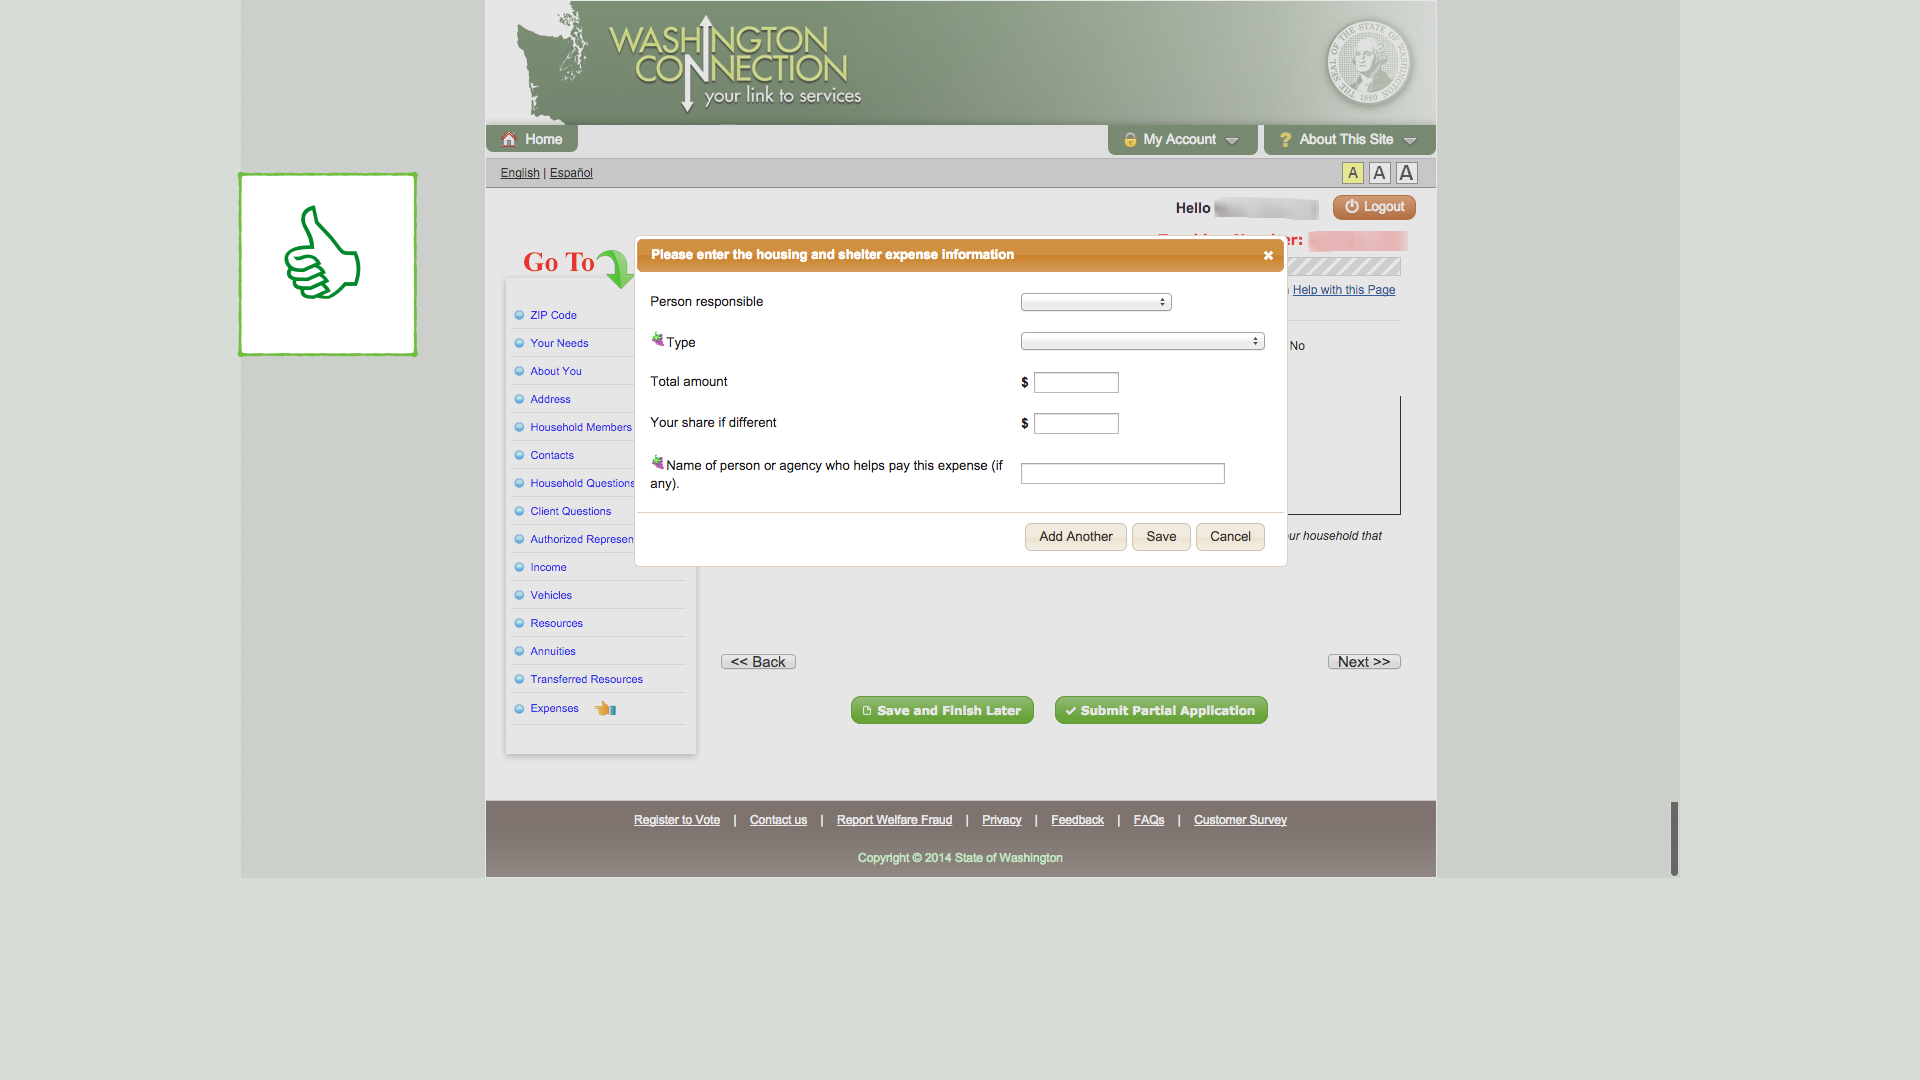 WASHINGTON
CONNECTION
your link to services
THE SEAL OF THE STATE OF WASHINGTON 1889
Home
My Account
? About This Site
English | Español
A A A
Hello
Logout
Go To
Please enter the housing and shelter expense information
Help with this Page
Person responsible
Type
No
Total amount
$
Your share if different
$
Name of person or agency who helps pay this expense (if
any).
Add Another
Save
Cancel
household that
ZIP Code
Your Needs
About You
Address
Household Members
Contacts
Household Questions
Client Questions
Authorized Represen
Income
Vehicles
Resources
Annuities
Transferred Resources
Expenses
<< Back
Next >>
Save and Finish Later
Submit Partial Application
Register to Vote | Contact us | Report Welfare Fraud | Privacy | Feedback | FAQs | Customer Survey
Copyright © 2014 State of Washington